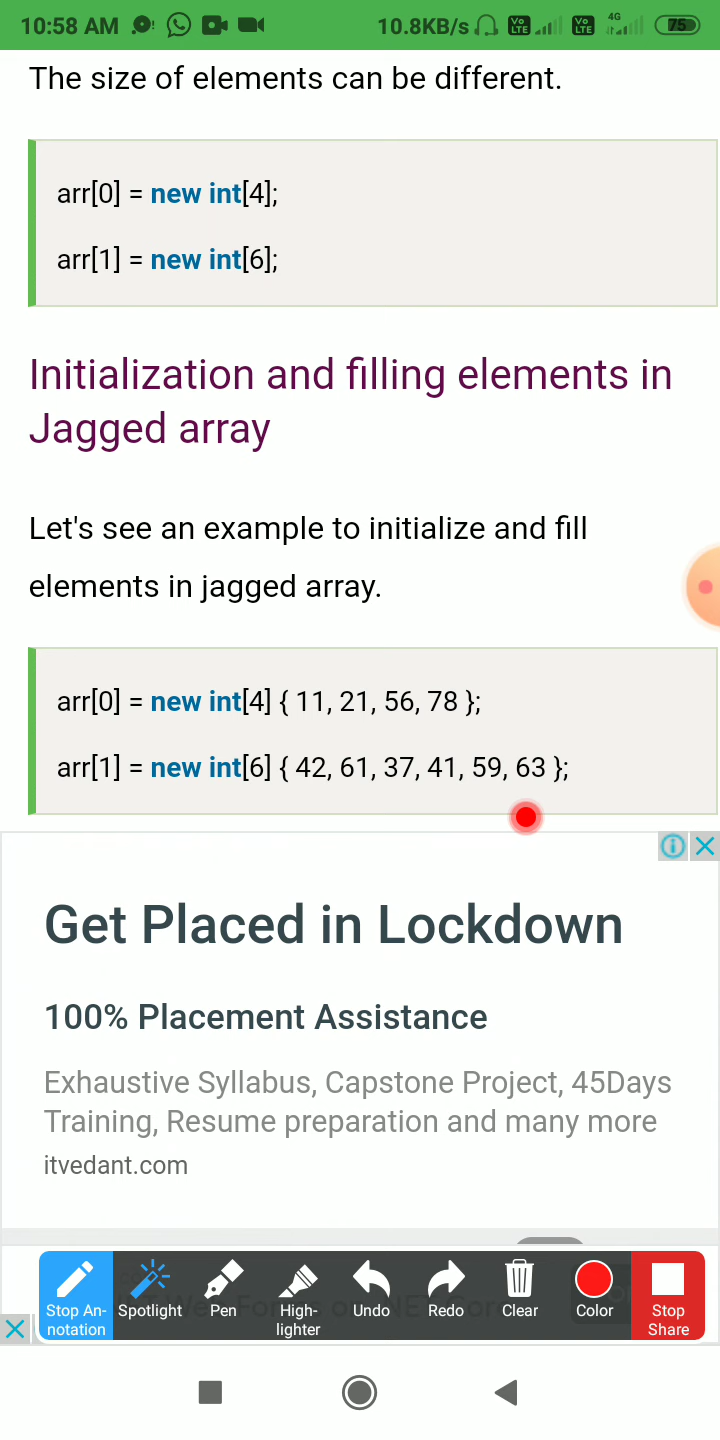 10:58 AM 10.8KB/s Vo LTE Vo LTE 4G 75
The size of elements can be different.
arr[0] = new int[4];
arr[1] = new int[6];
Initialization and filling elements in
Jagged array
Let's see an example to initialize and fill
elements in jagged array.
arr[0] = new int[4] { 11, 21, 56, 78 };
arr[1] = new int[6] { 42, 61, 37, 41, 59, 63 };
Get Placed in Lockdown
100% Placement Assistance
Exhaustive Syllabus, Capstone Project, 45Days
Training, Resume preparation and many more
itvedant.com
Stop An-
notation
Spotlight
Pen
High-
lighter
Undo
Redo
Clear
Color
Stop
Share